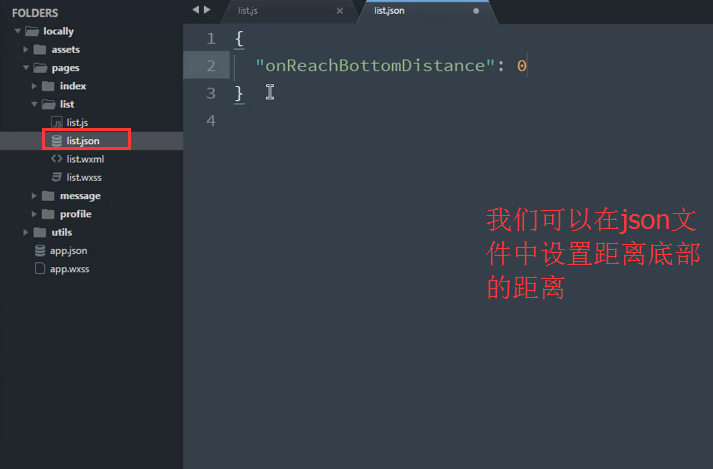 FOLDERS
locally
assets
pages
index
list
list.js
list.json
list.wxml
list.wxss
message
profile
utils
app.json
app.wxss
list.js
list.json
1 {
2 "onReachBottomDistance": 0
3 }
4
我们可以在json文
件中设置距离底部
的距离